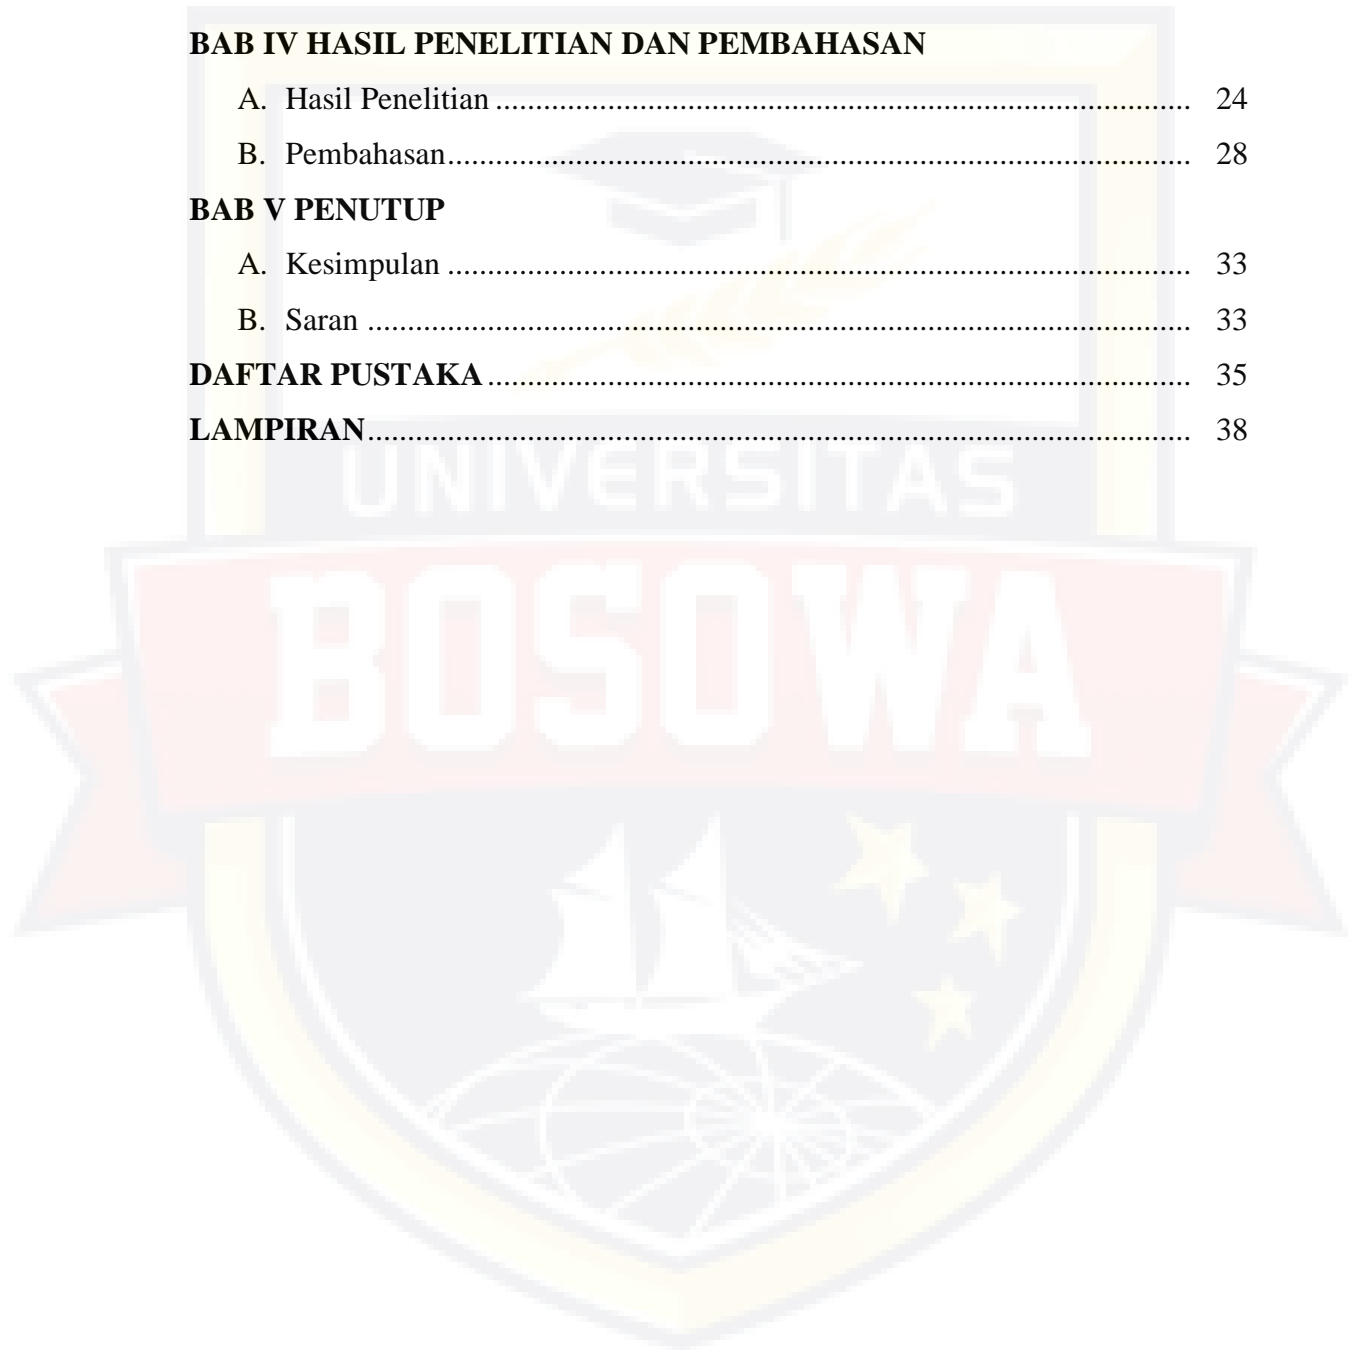 BAB IV HASIL PENELITIAN DAN PEMBAHASAN
A. Hasil Penelitian ........................................................................................ 24
B. Pembahasan.............................................................................................. 28
BAB V PENUTUP
A. Kesimpulan .............................................................................................. 33
B. Saran ........................................................................................................ 33
DAFTAR PUSTAKA ......................................................................................... 35
LAMPIRAN........................................................................................................ 38
UNIVERSITAS
BOSOWA